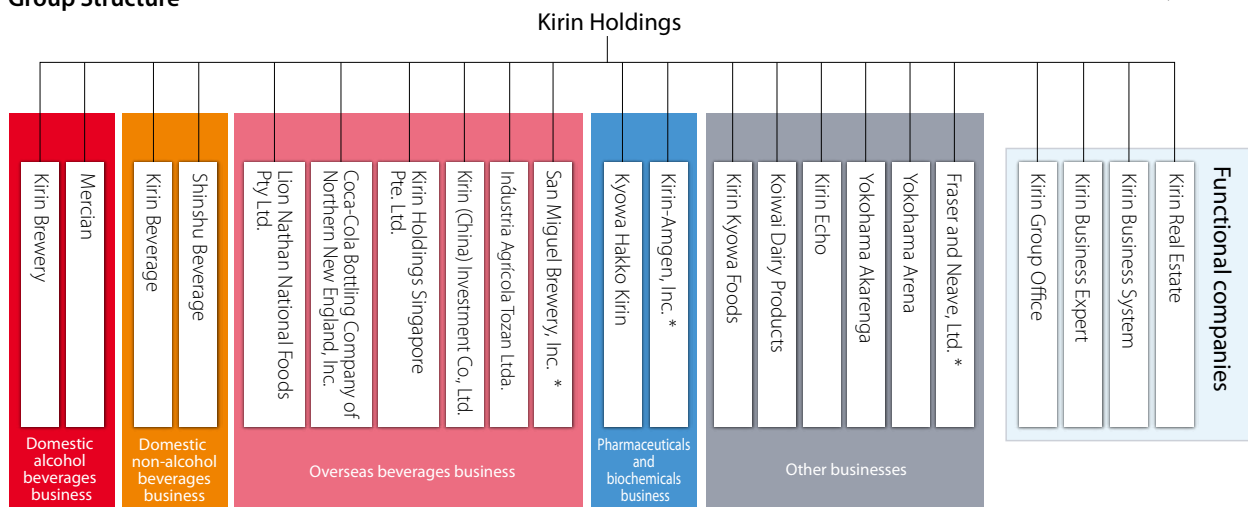 Group Structure
Kirin Holdings
Kirin Brewery
Mercian
Domestic
alcohol
beverages
business
Kirin Beverage
Shinshu Beverage
Domestic
non-alcohol
beverages
business
Lion Nathan National Foods
Pty Ltd.
Coca-Cola Bottling Company of
Northern New England, Inc.
Kirin Holdings Singapore
Pte. Ltd.
Kirin (China) Investment Co., Ltd.
Indústria Agrícola Tozan Ltda.
San Miguel Brewery, Inc. *
Overseas beverages business
Kyowa Hakko Kirin
Kirin-Amgen, Inc. *
Pharmaceuticals
and
biochemicals
business
Kirin Kyowa Foods
Koiwai Dairy Products
Kirin Echo
Yokohama Akarenga
Yokohama Arena
Fraser and Neave, Ltd. *
Other businesses
Kirin Group Office
Kirin Business Expert
Kirin Business System
Kirin Real Estate
Functional companies